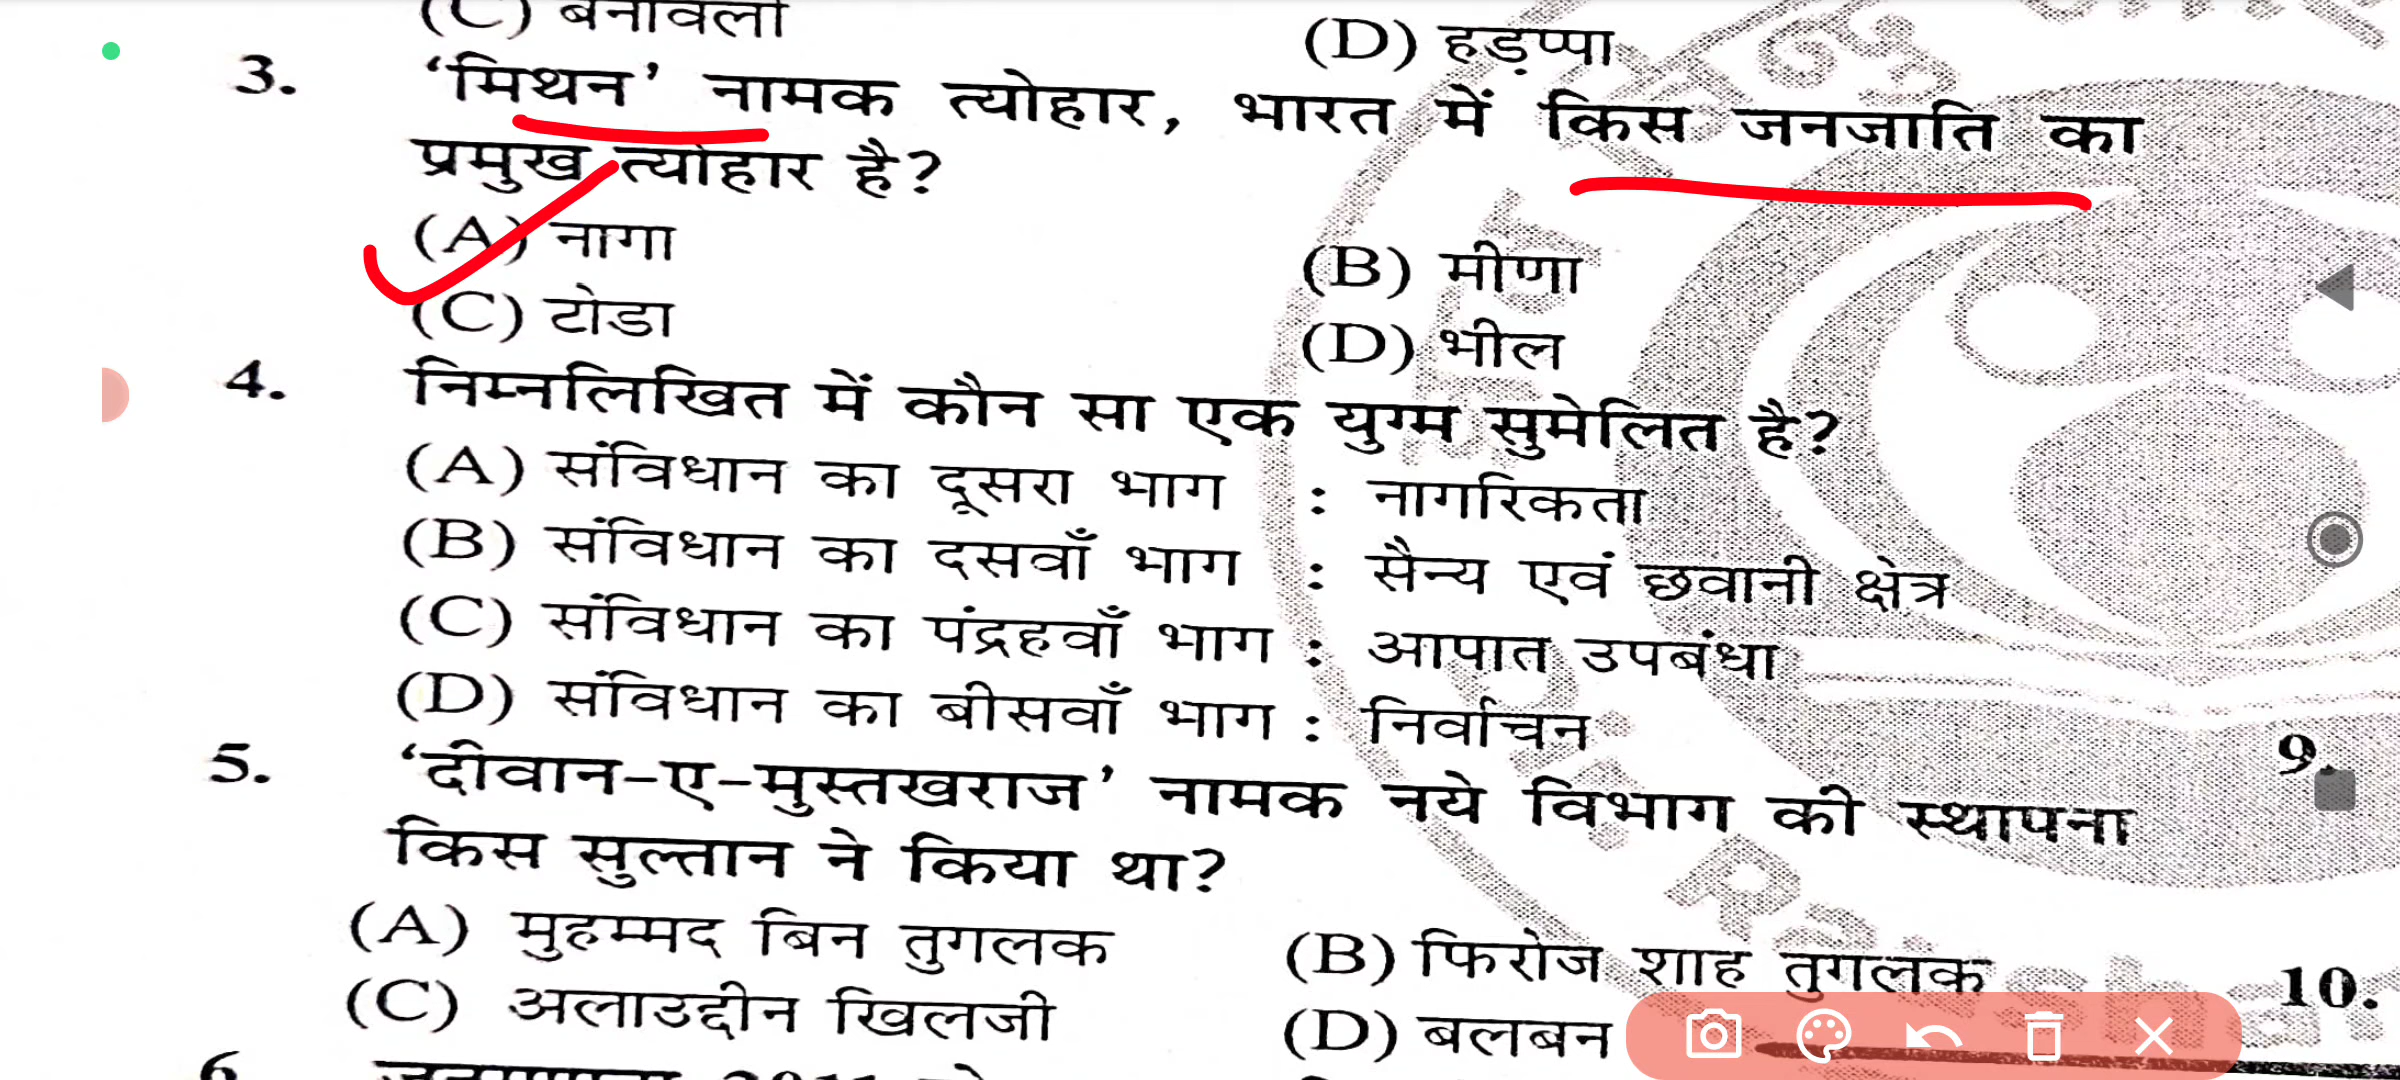 (C) बनावली
(D) हड़प्पा
3. ‘मिथन’ नामक त्योहार, भारत में किस जनजाति का
प्रमुख त्योहार है?
(A) नागा
(B) मीणा
(C) टोडा
(D) भील
4. निम्नलिखित में कौन सा एक युग्म सुमेलित है?
(A) संविधान का दूसरा भाग : नागरिकता
(B) संविधान का दसवाँ भाग : सैन्य एवं छवानी क्षेत्र
(C) संविधान का पंद्रहवाँ भाग : आपात उपबंधा
(D) संविधान का बीसवाँ भाग : निर्वाचन
5. ‘दीवान-ए-मुस्तखराज’ नामक नये विभाग की स्थापना
किस सुल्तान ने किया था?
(A) मुहम्मद बिन तुगलक
(B) फिरोज शाह तुगलक
(C) अलाउद्दीन खिलजी
(D) बलबन
6
9.
10.